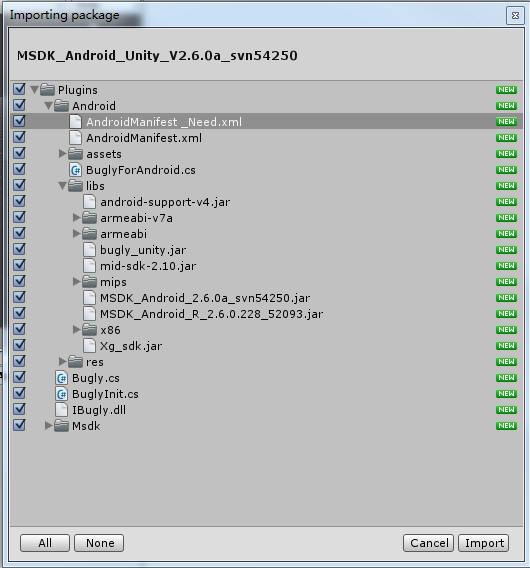 Importing package
MSDK_Android_Unity_V2.6.0a_svn54250
Plugins NEW
Android NEW
AndroidManifest _Need.xml NEW
AndroidManifest.xml NEW
assets NEW
BuglyForAndroid.cs NEW
libs NEW
android-support-v4.jar NEW
armeabi-v7a NEW
armeabi NEW
bugly_unity.jar NEW
mid-sdk-2.10.jar NEW
mips NEW
MSDK_Android_2.6.0a_svn54250.jar NEW
MSDK_Android_R_2.6.0.228_52093.jar NEW
x86 NEW
Xg_sdk.jar NEW
res NEW
Bugly.cs NEW
BuglyInit.cs NEW
IBugly.dll NEW
Msdk NEW
All None Cancel Import